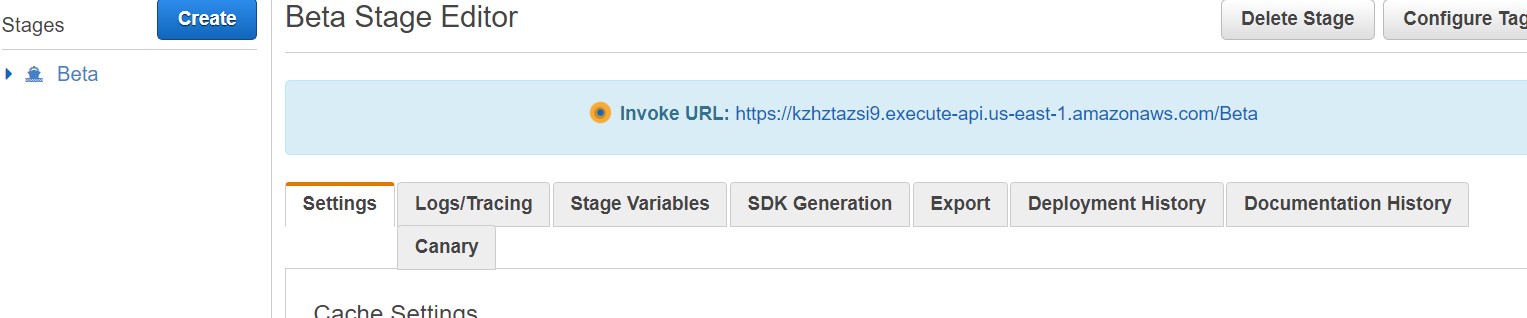 Stages
Create
Beta
Beta Stage Editor
Delete Stage
Configure Tag
Invoke URL: https://kzhztazsi9.execute-api.us-east-1.amazonaws.com/Beta
Settings
Logs/Tracing
Stage Variables
SDK Generation
Export
Deployment History
Documentation History
Canary
Cache Settings